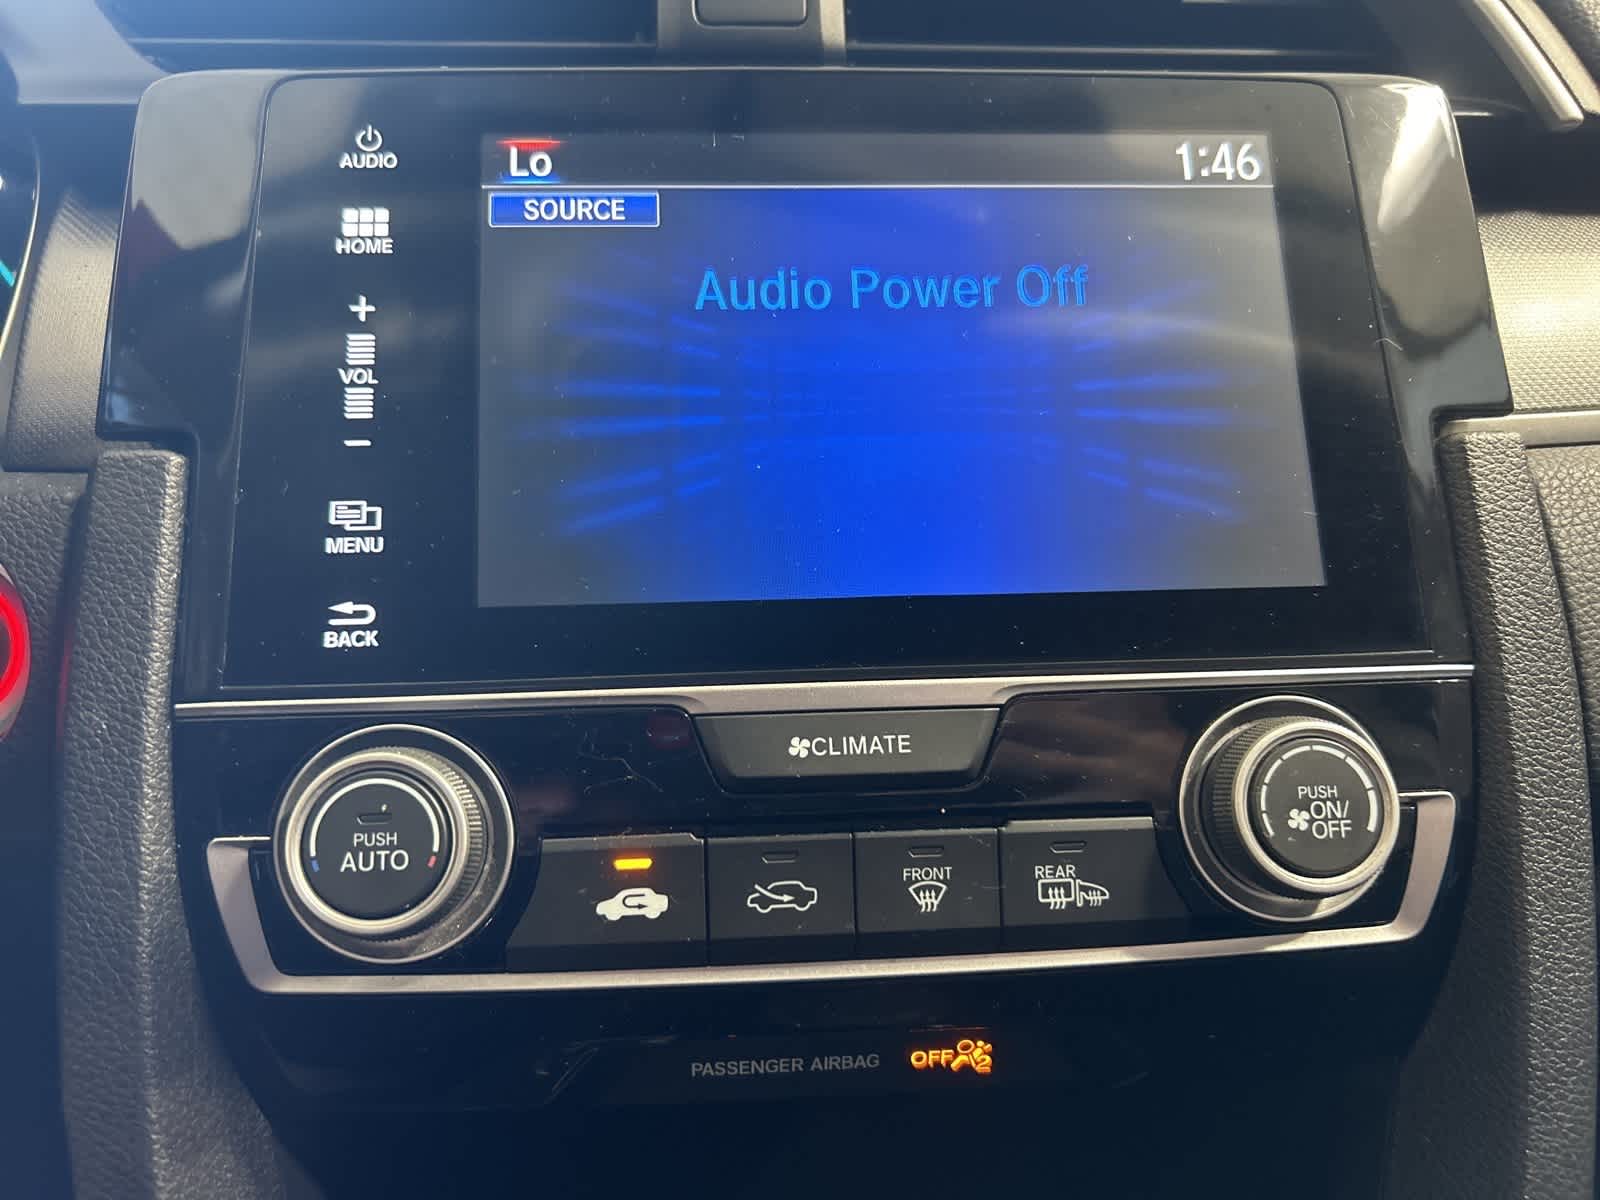 AUDIO
HOME
+
VOL
−
MENU
BACK
Lo
1:46
SOURCE
Audio Power Off
CLIMATE
PUSH
AUTO
FRONT
REAR
PUSH
ON/
OFF
PASSENGER AIRBAG
OFF
2